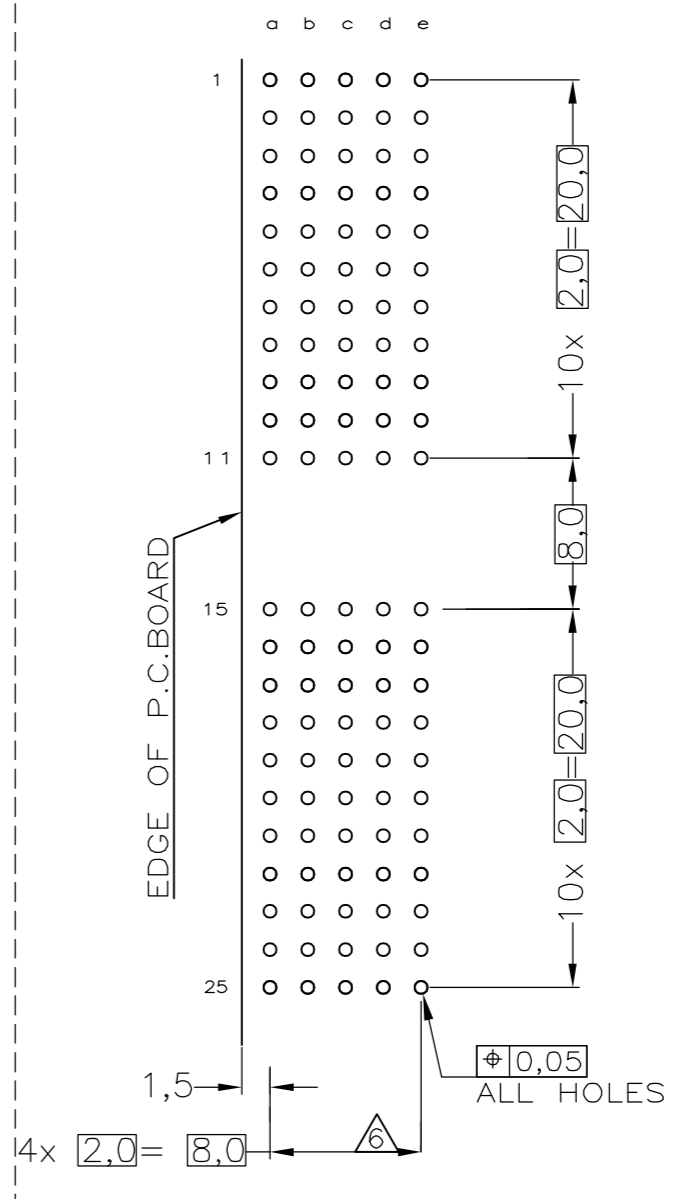 a b c d e
1
10x 2,0=20,0
11
8,0
EDGE OF P.C.BOARD
15
10x 2,0=20,0
25
⌖ 0,05
ALL HOLES
1,5
4x 2,0= 8,0
6